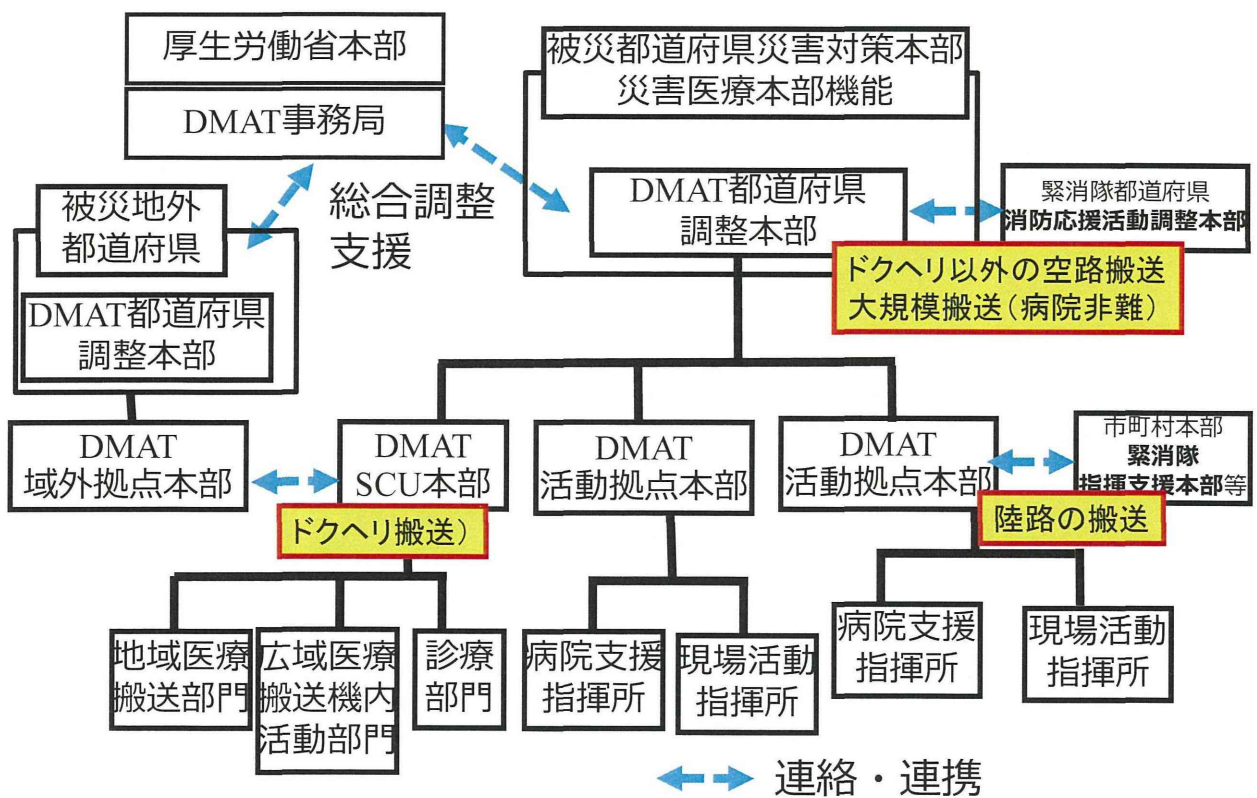 厚生労働省本部
DMAT事務局
被災都道府県災害対策本部
災害医療本部機能
総合調整
支援
被災地外
都道府県
DMAT都道府県
調整本部
DMAT都道府県
調整本部
緊消隊都道府県
消防応援活動調整本部
ドクヘリ以外の空路搬送
大規模搬送(病院非難)
DMAT
域外拠点本部
DMAT
SCU本部
DMAT
活動拠点本部
DMAT
活動拠点本部
市町村本部
緊消隊
指揮支援本部等
ドクヘリ搬送)
陸路の搬送
地域医療
搬送部門
広域医療
搬送機内
活動部門
診療
部門
病院支援
指揮所
現場活動
指揮所
病院支援
指揮所
現場活動
指揮所
連絡・連携